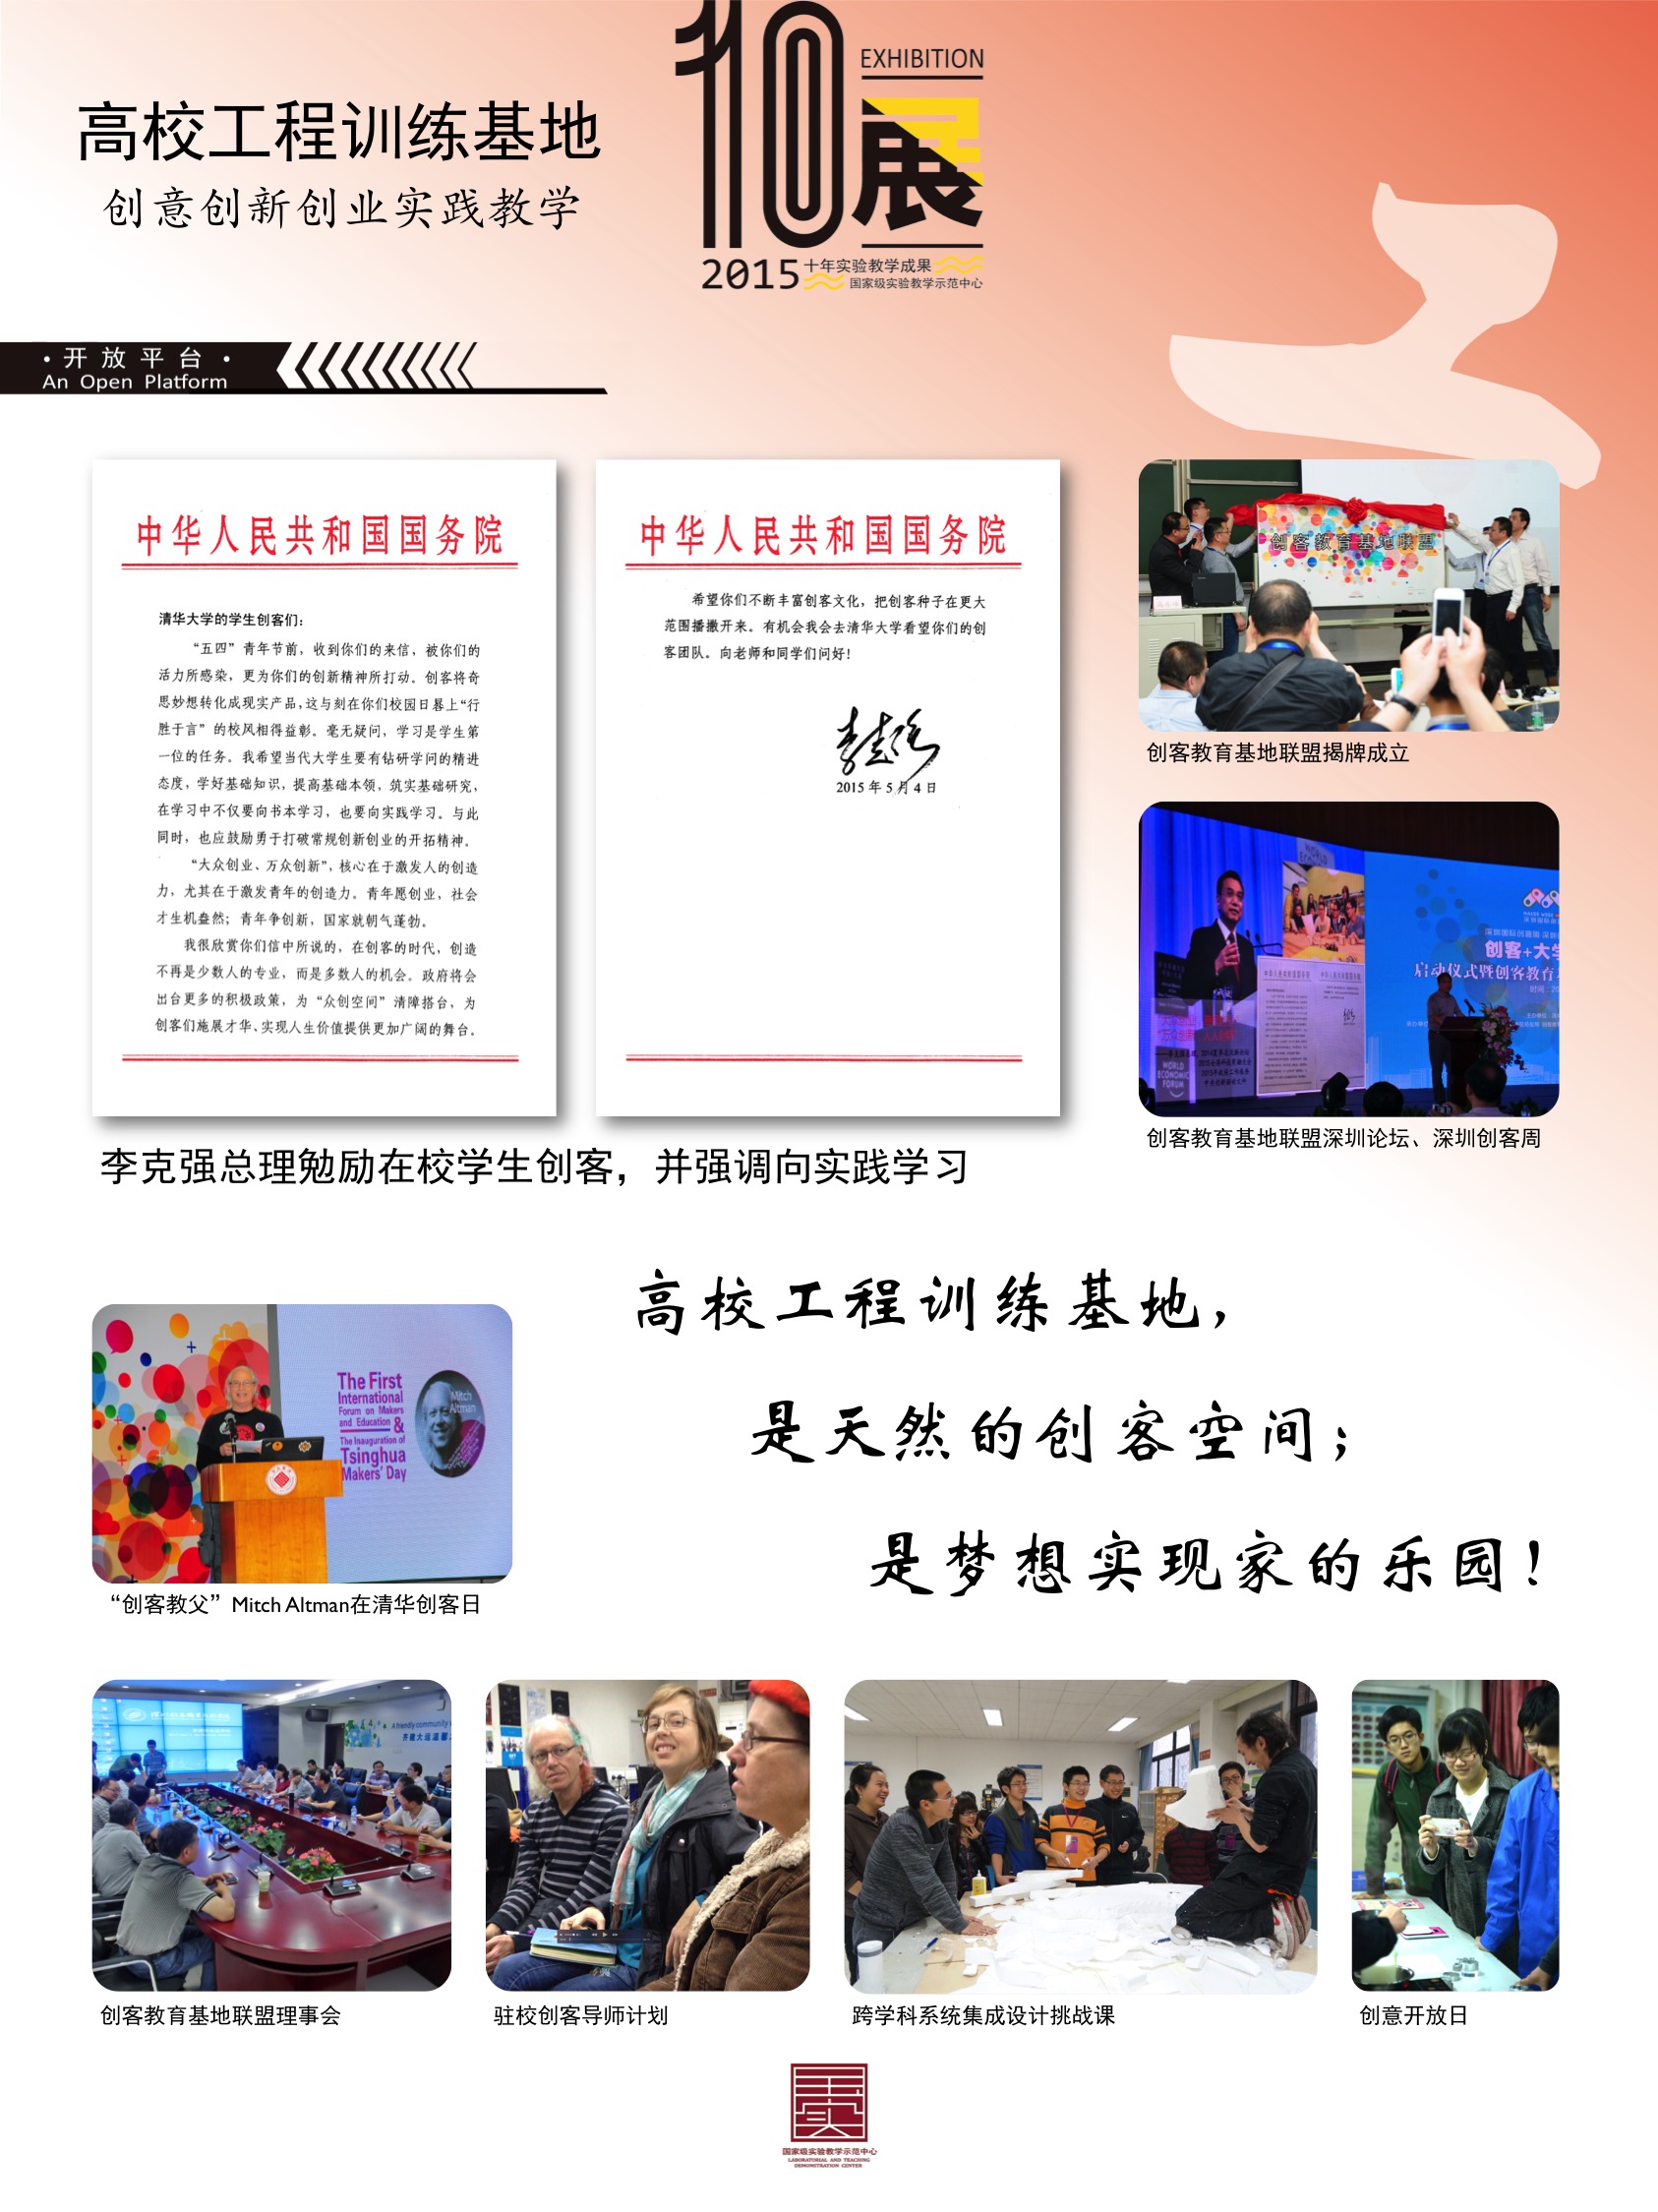 高校工程训练基地
创意创新创业实践教学
10
EXHIBITION
展
2015
十年实验教学成果
国家级实验教学示范中心
·开放平台·
An Open Platform
中华人民共和国国务院
清华大学的学生创客们：
“五四”青年节前，收到你们的来信，被你们的
活力所感染，更为你们的创新精神所打动。创客将奇
思妙想转化成现实产品，这与刻在你们校园日晷上“行
胜于言”的校风相得益彰。毫无疑问，学习是学生第
一位的任务。我希望当代大学生要有钻研学问的精进
态度，学好基础知识，提高基本本领，筑实基础研究，
在学习中不仅要向书本学习，也要向实践学习。与此
同时，也应鼓励勇于打破常规创新创业的开拓精神。
“大众创业、万众创新”，核心在于激发人的创造
力，尤其在于激发青年的创造力。青年愿创业，社会
才生机盎然；青年争创新，国家就朝气蓬勃。
我很欣赏你们信中所说的，在创客的时代，创造
不再是少数人的专业，而是多数人的机会。政府将会
出台更多的积极政策，为“众创空间”清障搭台，为
创客们施展才华、实现人生价值提供更加广阔的舞台。
中华人民共和国国务院
希望你们不断丰富创客文化，把创客种子在更大
范围播撒开来。有机会我会去清华大学看望你们的创
客团队。向老师和同学们问好！
李克强
2015年5月4日
创客教育基地联盟
创客教育基地联盟揭牌成立
WORLD
ECONOMIC
FORUM
创客+大学
启动仪式暨创客教育
创客教育基地联盟深圳论坛、深圳创客周
李克强总理勉励在校学生创客，并强调向实践学习
高校工程训练基地，
是天然的创客空间；
是梦想实现家的乐园！
The First
International
Forum on Makers
and Education &
The Inauguration of
Tsinghua
Makers' Day
Mitch
Altman
“创客教父”Mitch Altman在清华创客日
A friendly community
创客教育基地联盟理事会
驻校创客导师计划
跨学科系统集成设计挑战课
创意开放日
国家级实验教学示范中心
LABORATORIAL AND TEACHING
DEMONSTRATION CENTER